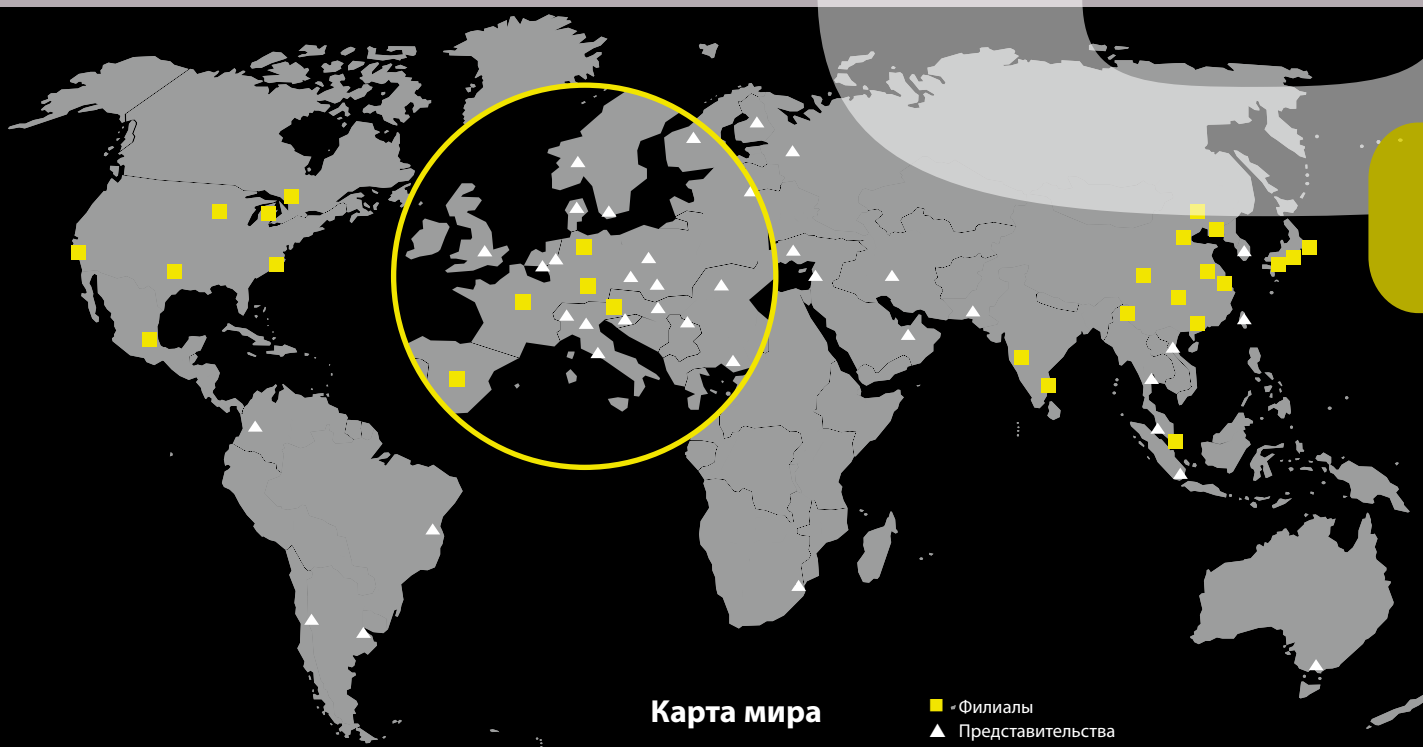 Карта мира
Филиалы
Представительства